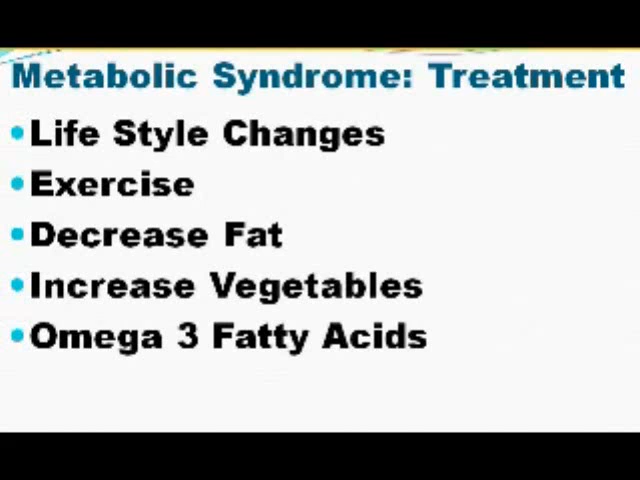 Metabolic Syndrome: Treatment
•Life Style Changes
•Exercise
•Decrease Fat
•Increase Vegetables
•Omega 3 Fatty Acids